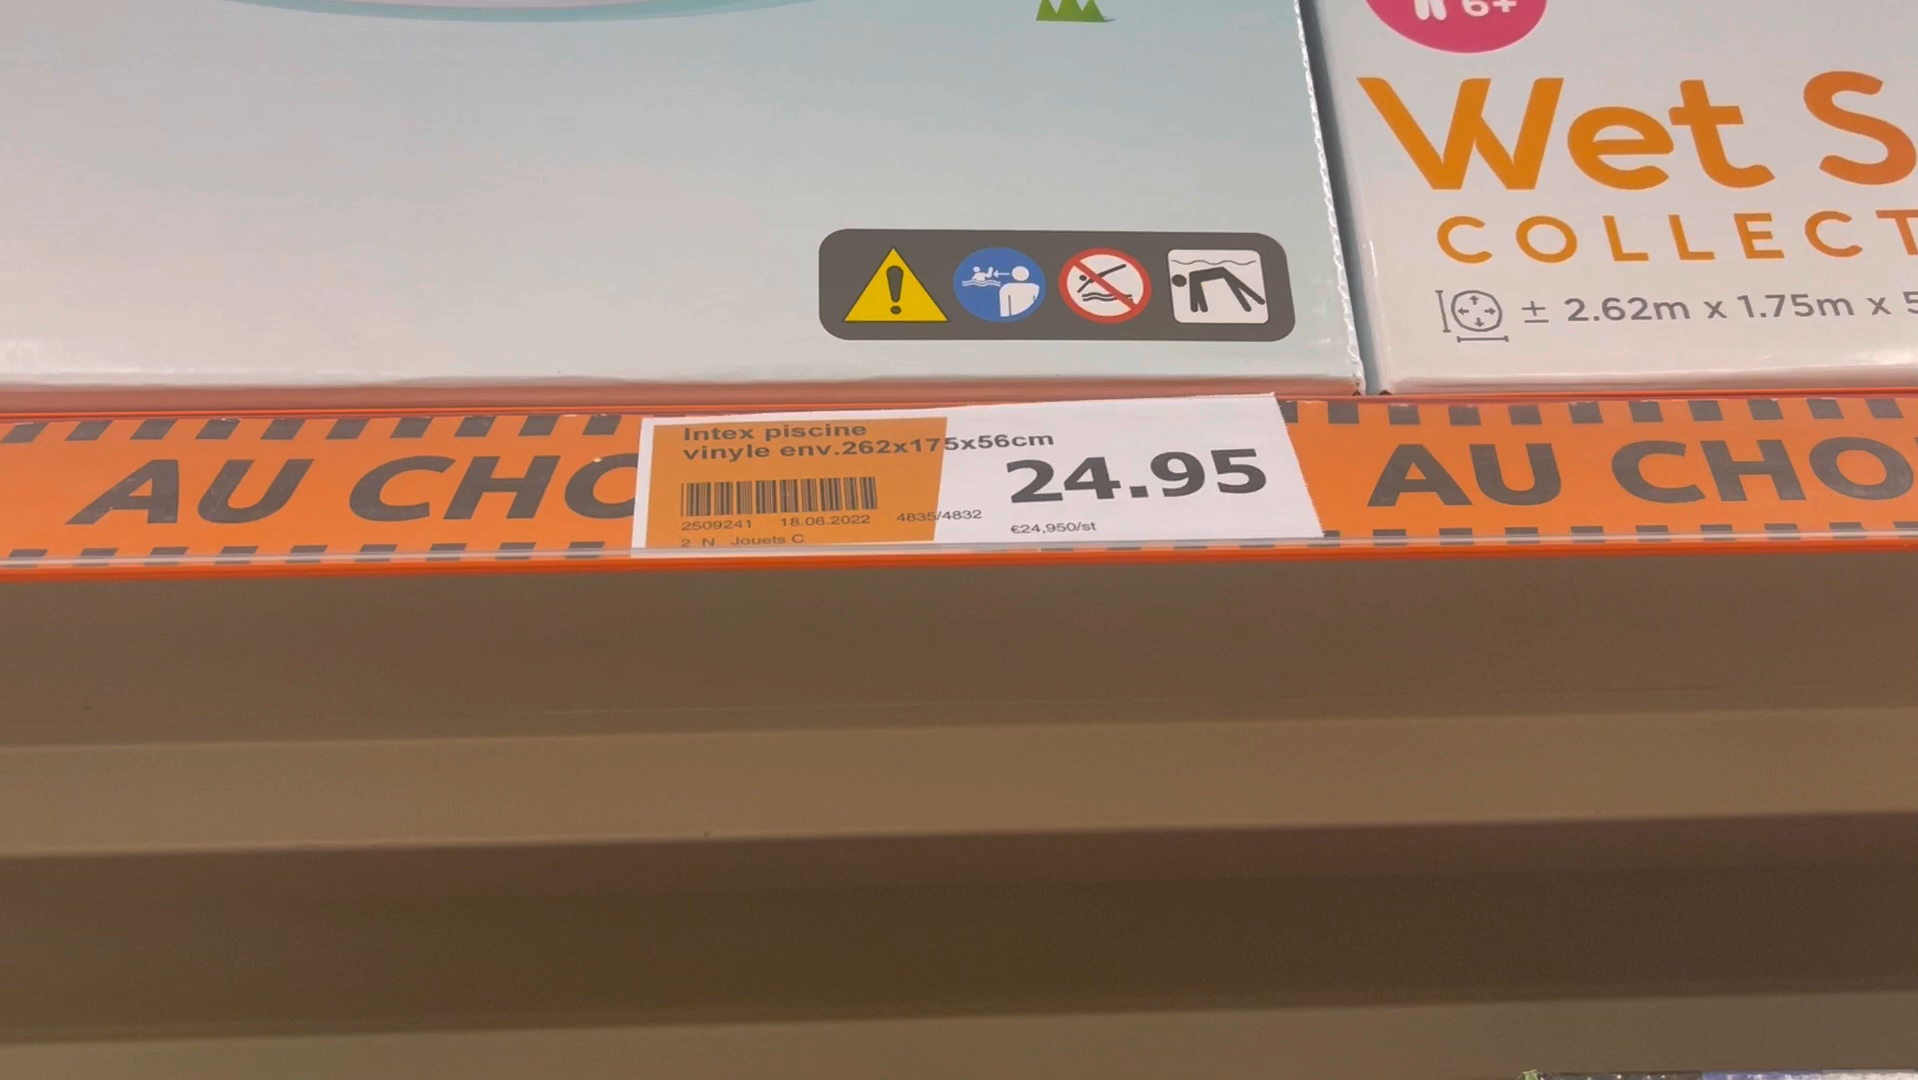 6+
Wet S
COLLECT
± 2.62m x 1.75m x 5
AU CHO
Intex piscine
vinyle env.262x175x56cm
24.95
2509241 18.06.2022 4835/4832
€24,950/st
2 N Jouets C
AU CHO